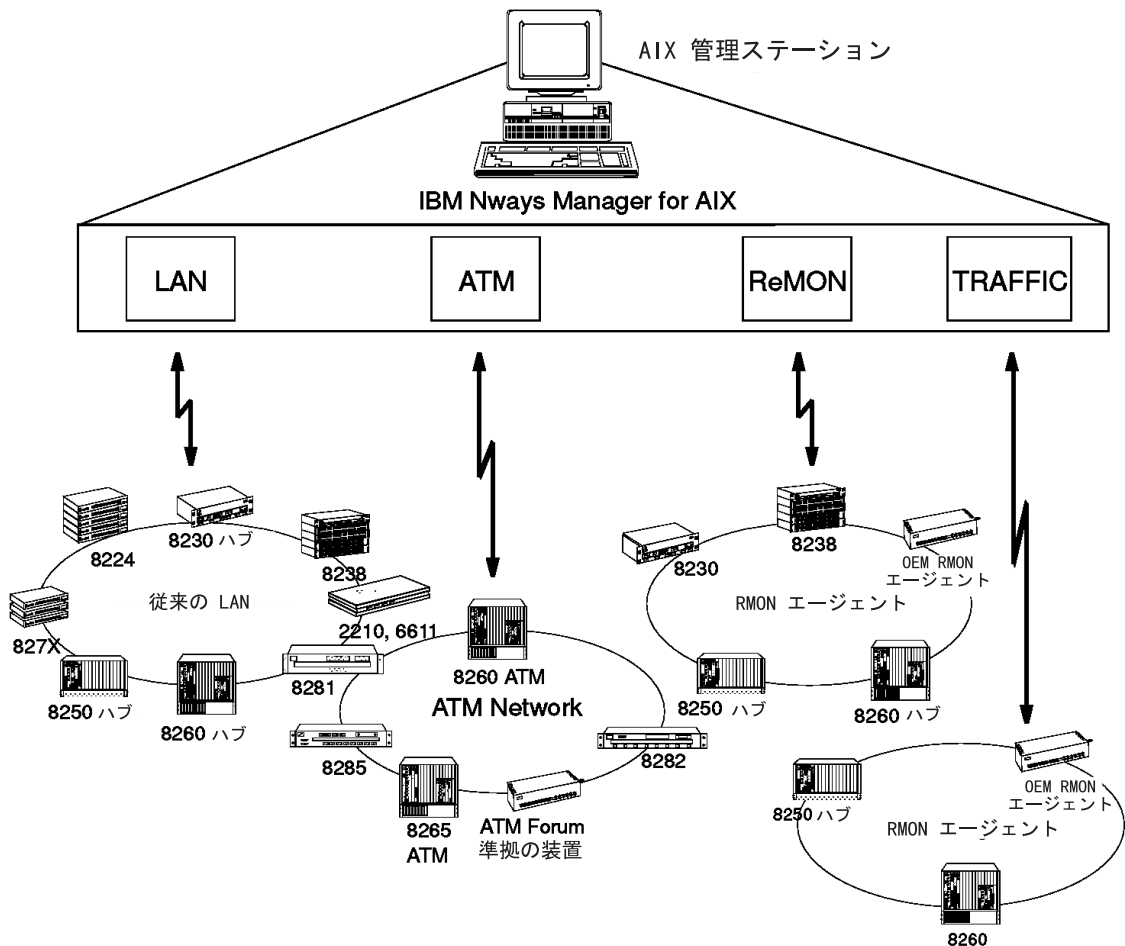 AIX 管理ステーション
IBM Nways Manager for AIX
LAN
ATM
ReMON
TRAFFIC
8224
8230 ハブ
8238
従来の LAN
827X
2210, 6611
8250 ハブ
8260 ハブ
8281
8260 ATM
ATM Network
8285
8282
8265
ATM
ATM Forum
準拠の装置
8230
8238
OEM RMON
エージェント
RMON エージェント
8250 ハブ
8260 ハブ
8250 ハブ
OEM RMON
エージェント
RMON エージェント
8260